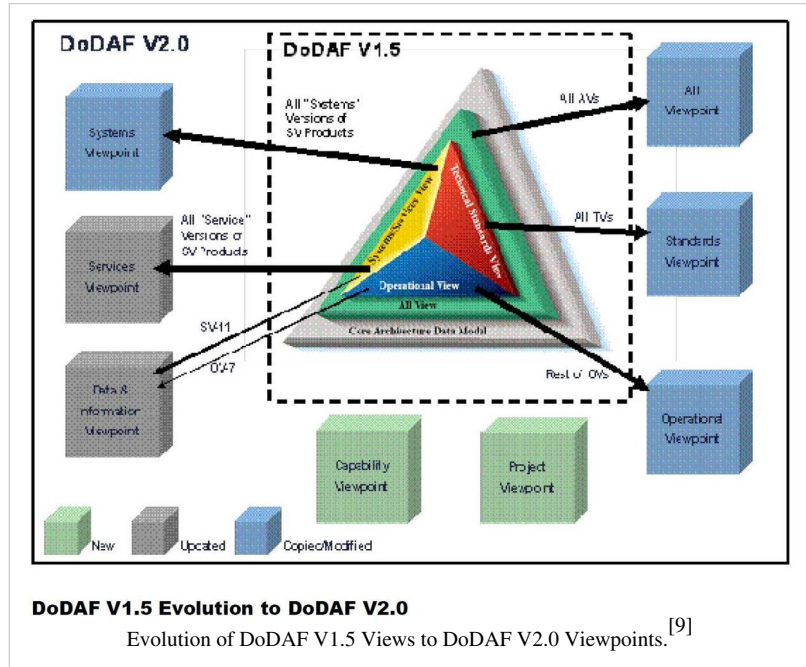 DoDAF V2.0
DoDAF V1.5
All "Systems"
Versions of
SV Products
All AVs
All
Viewpoint
Systems
Viewpoint
All "Service"
Versions of
SV Products
Systems/Services View
Technical Standards View
All TVs
Standards
Viewpoint
Services
Viewpoint
Operational View
All View
Core Architecture Data Model
SV-11
OV-7
Rest of OVs
Data &
Information
Viewpoint
Operational
Viewpoint
Capability
Viewpoint
Project
Viewpoint
New
Updated
Copied/Modified
DoDAF V1.5 Evolution to DoDAF V2.0
Evolution of DoDAF V1.5 Views to DoDAF V2.0 Viewpoints.[9]